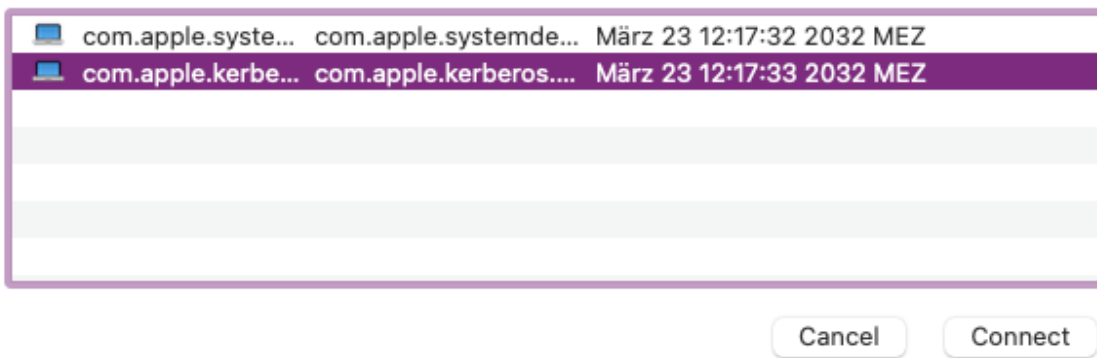 com.apple.syste... com.apple.systemde... März 23 12:17:32 2032 MEZ
com.apple.kerbe... com.apple.kerberos.... März 23 12:17:33 2032 MEZ
Cancel Connect